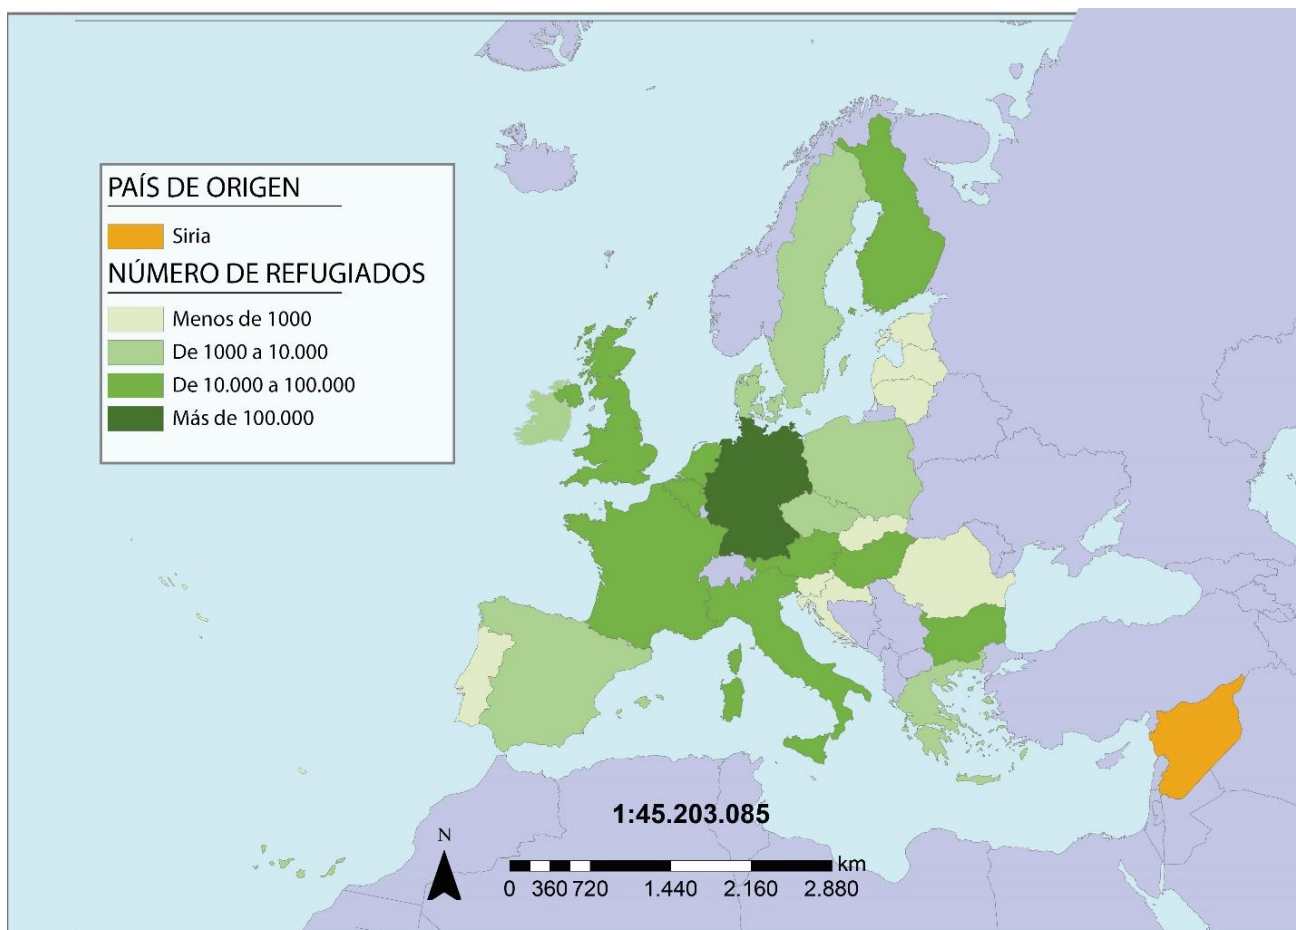 PAÍS DE ORIGEN
Siria
NÚMERO DE REFUGIADOS
Menos de 1000
De 1000 a 10.000
De 10.000 a 100.000
Más de 100.000
1:45.203.085
N
km
0 360 720 1.440 2.160 2.880